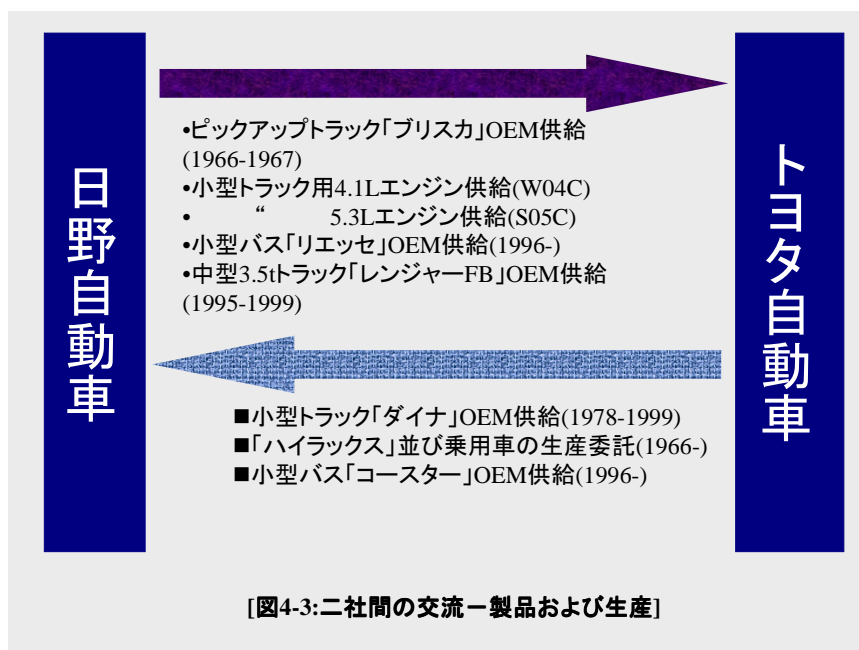 日野自動車
•ピックアップトラック「ブリスカ」OEM供給
(1966-1967)
•小型トラック用4.1Lエンジン供給(W04C)
•　　　“　　　5.3Lエンジン供給(S05C)
•小型バス「リエッセ」OEM供給(1996-)
•中型3.5tトラック「レンジャーFB」OEM供給
(1995-1999)
■小型トラック「ダイナ」OEM供給(1978-1999)
■「ハイラックス」並び乗用車の生産委託(1966-)
■小型バス「コースター」OEM供給(1996-)
トヨタ自動車
[図4-3:二社間の交流－製品および生産]